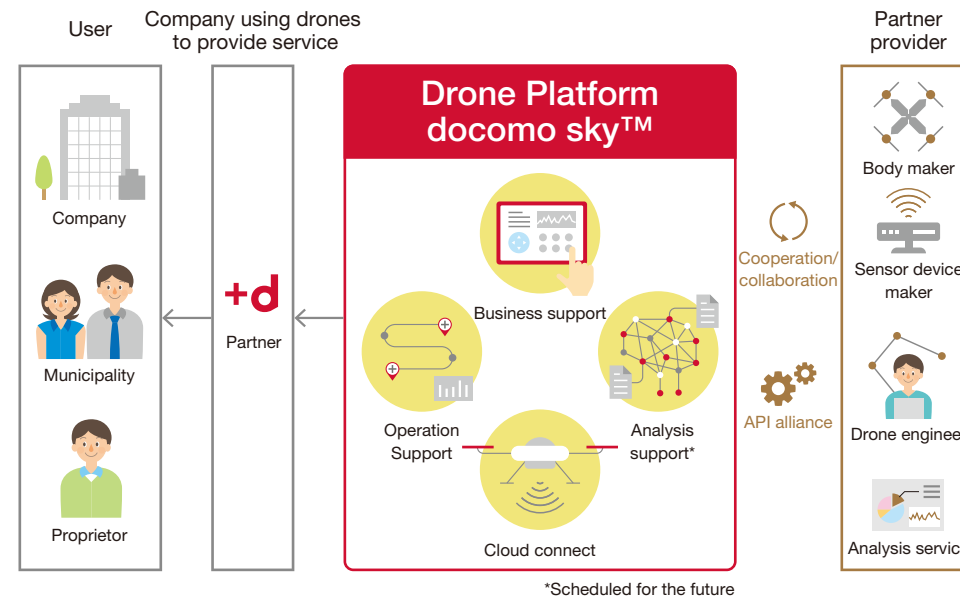 User
Company using drones
to provide service
Partner
provider
Drone Platform
docomo sky™
Company
Municipality
Proprietor
+d
Partner
Business support
Operation
Support
Analysis
support*
Cloud connect
Cooperation/
collaboration
API alliance
Body maker
Sensor device
maker
Drone enginee
Analysis servic
*Scheduled for the future